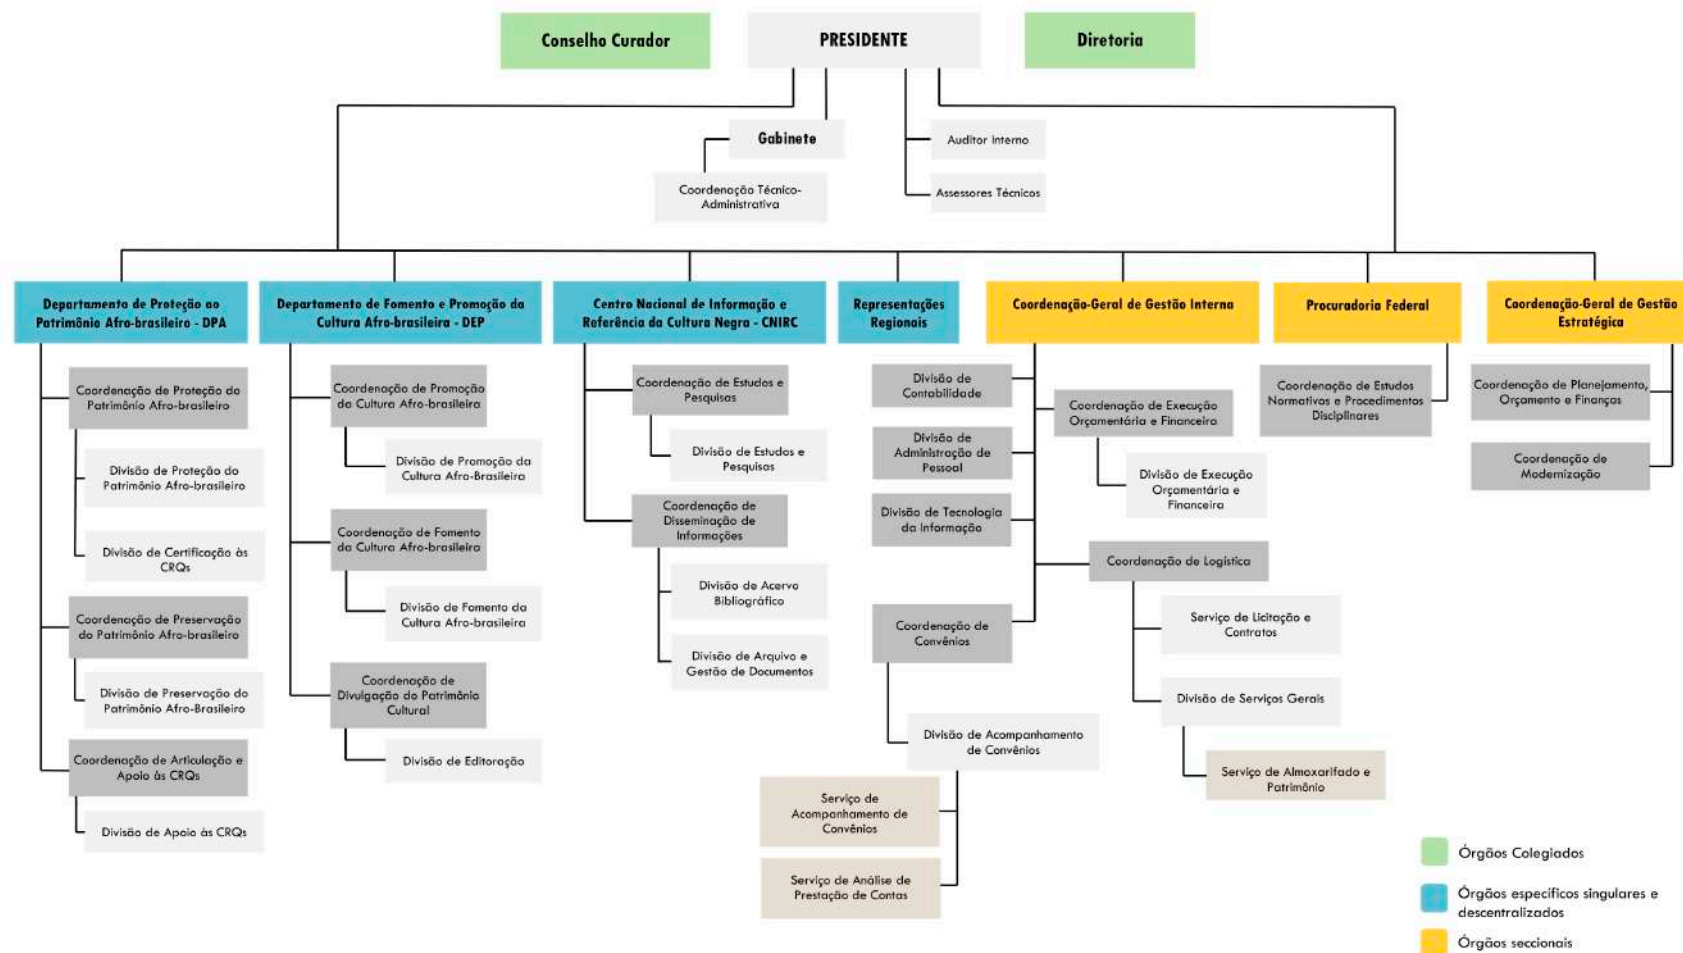 Conselho Curador
PRESIDENTE
Diretoria
Gabinete
Coordenação Técnico-
Administrativa
Auditor Interno
Assessores Técnicos
Departamento de Proteção ao
Patrimônio Afro-brasileiro - DPA
Coordenação de Proteção do
Patrimônio Afro-brasileiro
Divisão de Proteção do
Patrimônio Afro-brasileiro
Divisão de Certificação às
CRQs
Coordenação de Preservação
do Patrimônio Afro-brasileiro
Divisão de Preservação do
Patrimônio Afro-Brasileiro
Coordenação de Articulação e
Apoio às CRQs
Divisão de Apoio às CRQs
Departamento de Fomento e Promoção da
Cultura Afro-brasileira - DEP
Coordenação de Promoção
da Cultura Afro-brasileira
Divisão de Promoção da
Cultura Afro-Brasileira
Coordenação de Fomento
da Cultura Afro-brasileira
Divisão de Fomento da
Cultura Afro-brasileira
Coordenação de
Divulgação do Patrimônio
Cultural
Divisão de Editoração
Centro Nacional de Informação e
Referência da Cultura Negra - CNIRC
Coordenação de Estudos e
Pesquisas
Divisão de Estudos e
Pesquisas
Coordenação de
Disseminação de
Informações
Divisão de Acervo
Bibliográfico
Divisão de Arquivo e
Gestão de Documentos
Representações
Regionais
Coordenação-Geral de Gestão Interna
Divisão de
Contabilidade
Divisão de
Administração de
Pessoal
Divisão de Tecnologia
da Informação
Coordenação de
Convênios
Divisão de Acompanhamento
de Convênios
Serviço de
Acompanhamento de
Convênios
Serviço de Análise de
Prestação de Contas
Coordenação de Execução
Orçamentária e Financeira
Divisão de Execução
Orçamentária e
Financeira
Coordenação de Logística
Serviço de Licitação e
Contratos
Divisão de Serviços Gerais
Serviço de Almoxarifado e
Patrimônio
Procuradoria Federal
Coordenação de Estudos
Normativos e Procedimentos
Disciplinares
Coordenação-Geral de Gestão
Estratégica
Coordenação de Planejamento,
Orçamento e Finanças
Coordenação de
Modernização
Órgãos Colegiados
Órgãos específicos singulares e
descentralizados
Órgãos seccionais